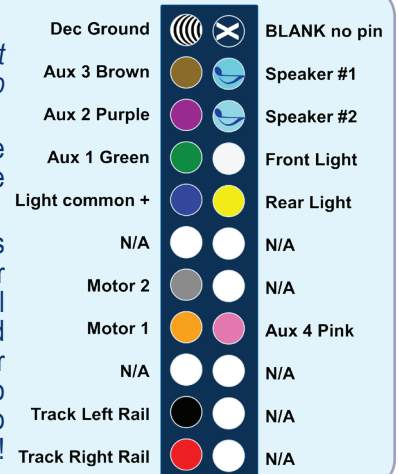 Dec Ground BLANK no pin
Aux 3 Brown Speaker #1
Aux 2 Purple Speaker #2
Aux 1 Green Front Light
Light common + Rear Light
N/A N/A
Motor 2 N/A
Motor 1 Aux 4 Pink
N/A N/A
Track Left Rail N/A
Track Right Rail N/A